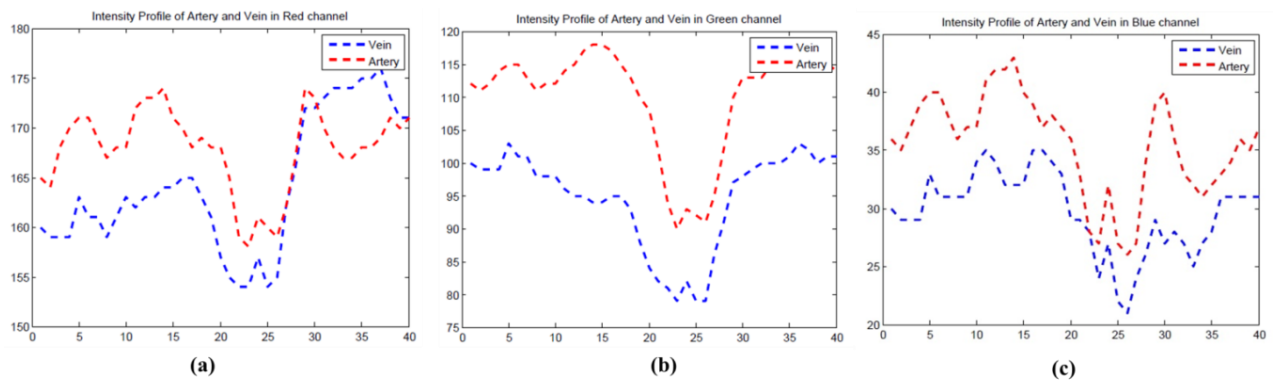 Intensity Profile of Artery and Vein in Red channel
180
175
170
165
160
155
150
0 5 10 15 20 25 30 35 40
Vein
Artery
(a)
Intensity Profile of Artery and Vein in Green channel
120
115
110
105
100
95
90
85
80
75
0 5 10 15 20 25 30 35 40
Vein
Artery
(b)
Intensity Profile of Artery and Vein in Blue channel
45
40
35
30
25
20
0 5 10 15 20 25 30 35 40
Vein
Artery
(c)